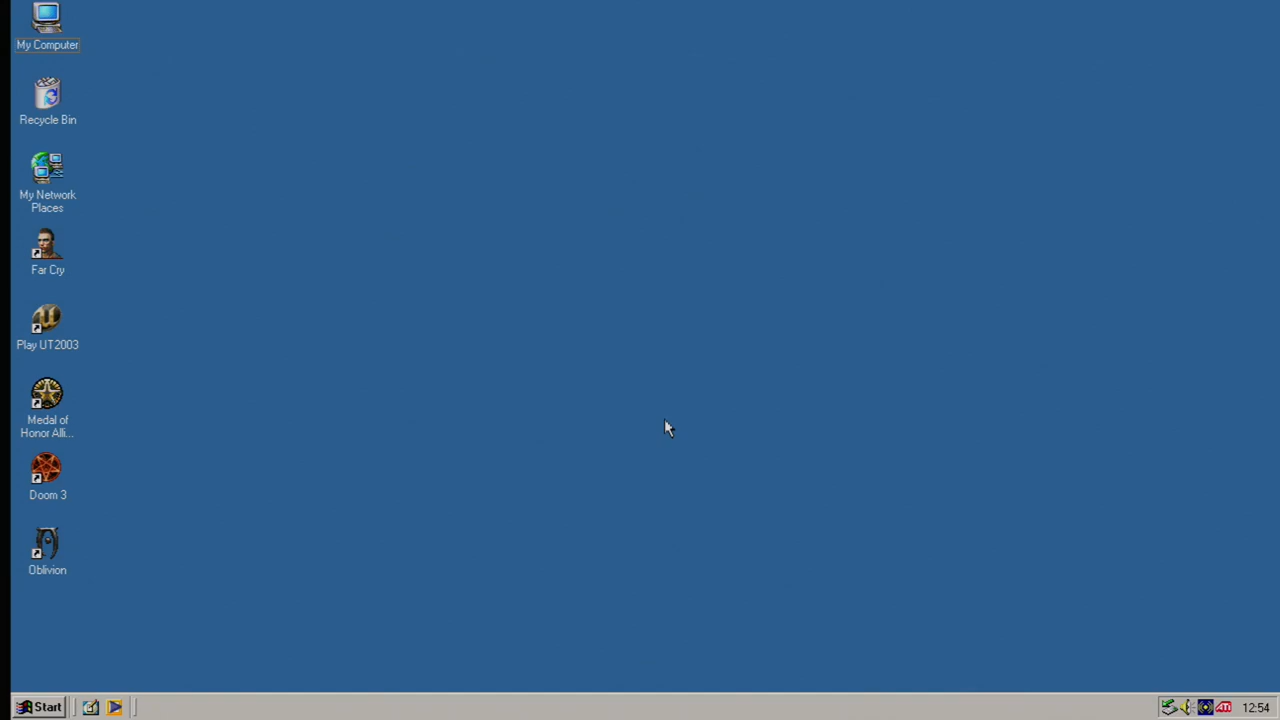 My Computer
Recycle Bin
My Network
Places
Far Cry
Play UT2003
Medal of
Honor Alli...
Doom 3
Oblivion
Start
ATI
12:54